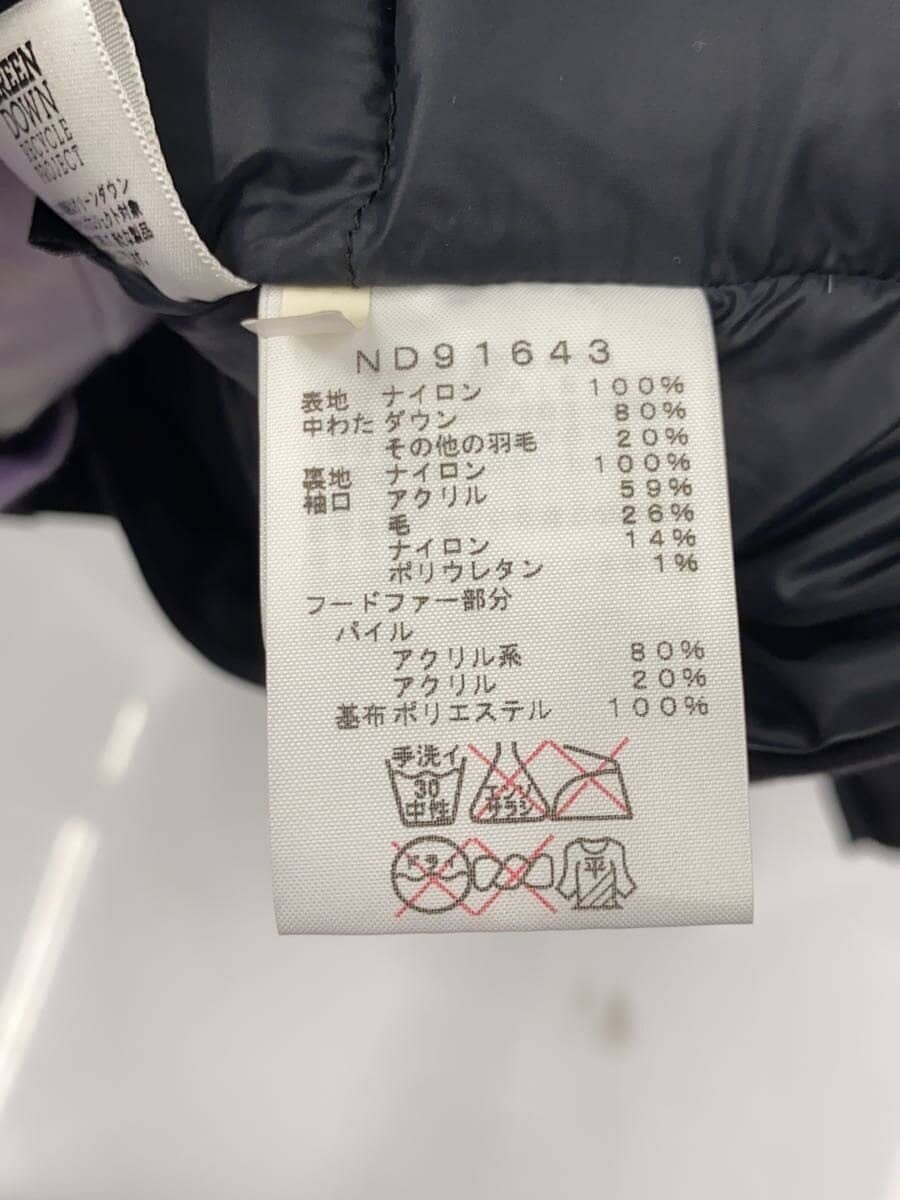 GREEN
DOWN
RECYCLE
PROJECT
ND91643
表地 ナイロン 100%
中わた ダウン 80%
その他の羽毛 20%
裏地 ナイロン 100%
袖口 アクリル 59%
毛 26%
ナイロン 14%
ポリウレタン 1%
フードファー部分
パイル
アクリル系 80%
アクリル 20%
基布 ポリエステル 100%
手洗イ
30
中性
エンソ
サラシ
ドライ
平